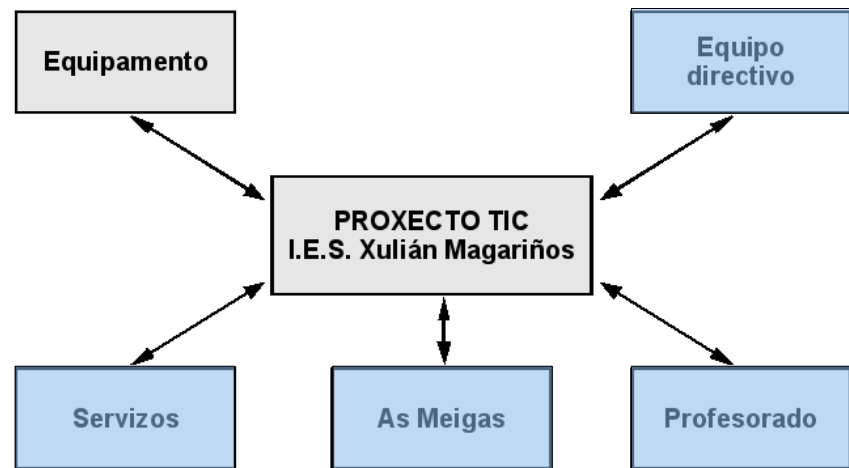 Equipamento
Equipo
directivo
PROXECTO TIC
I.E.S. Xulián Magariños
Servizos
As Meigas
Profesorado